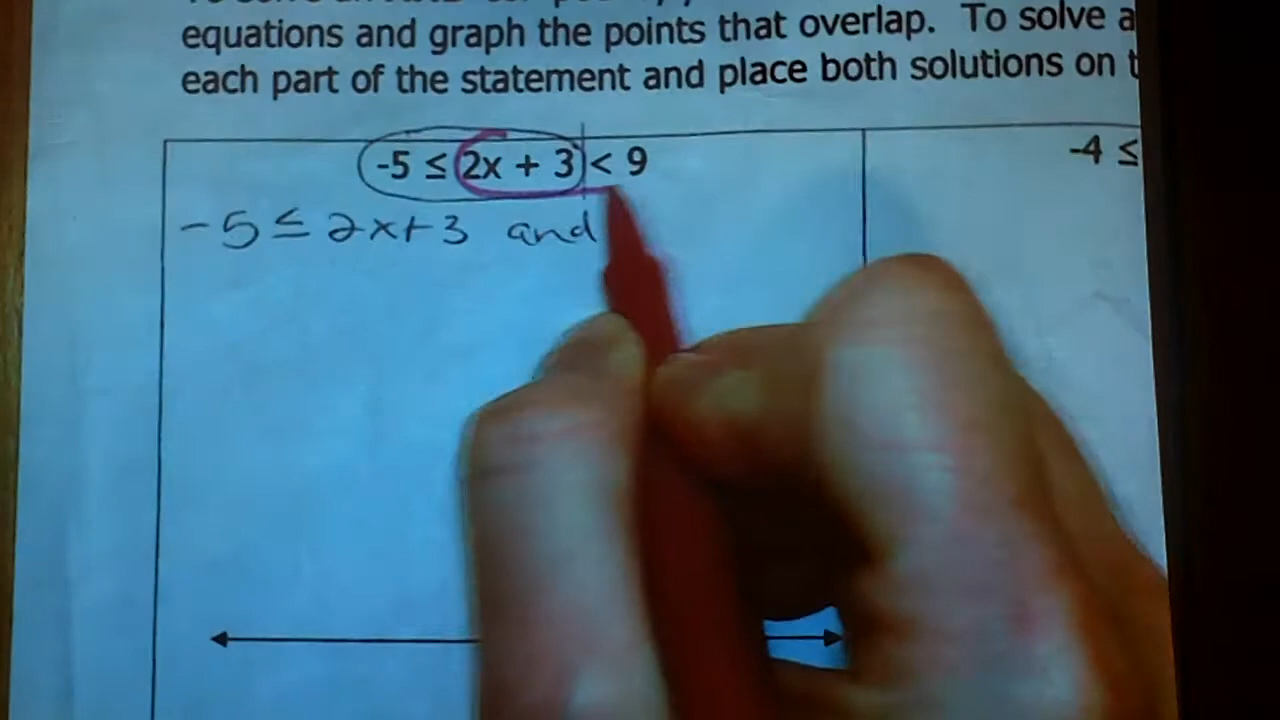 equations and graph the points that overlap. To solve a
each part of the statement and place both solutions on t
-5 ≤ 2x + 3 < 9
-4 ≤
-5 ≤ 2x+3 and